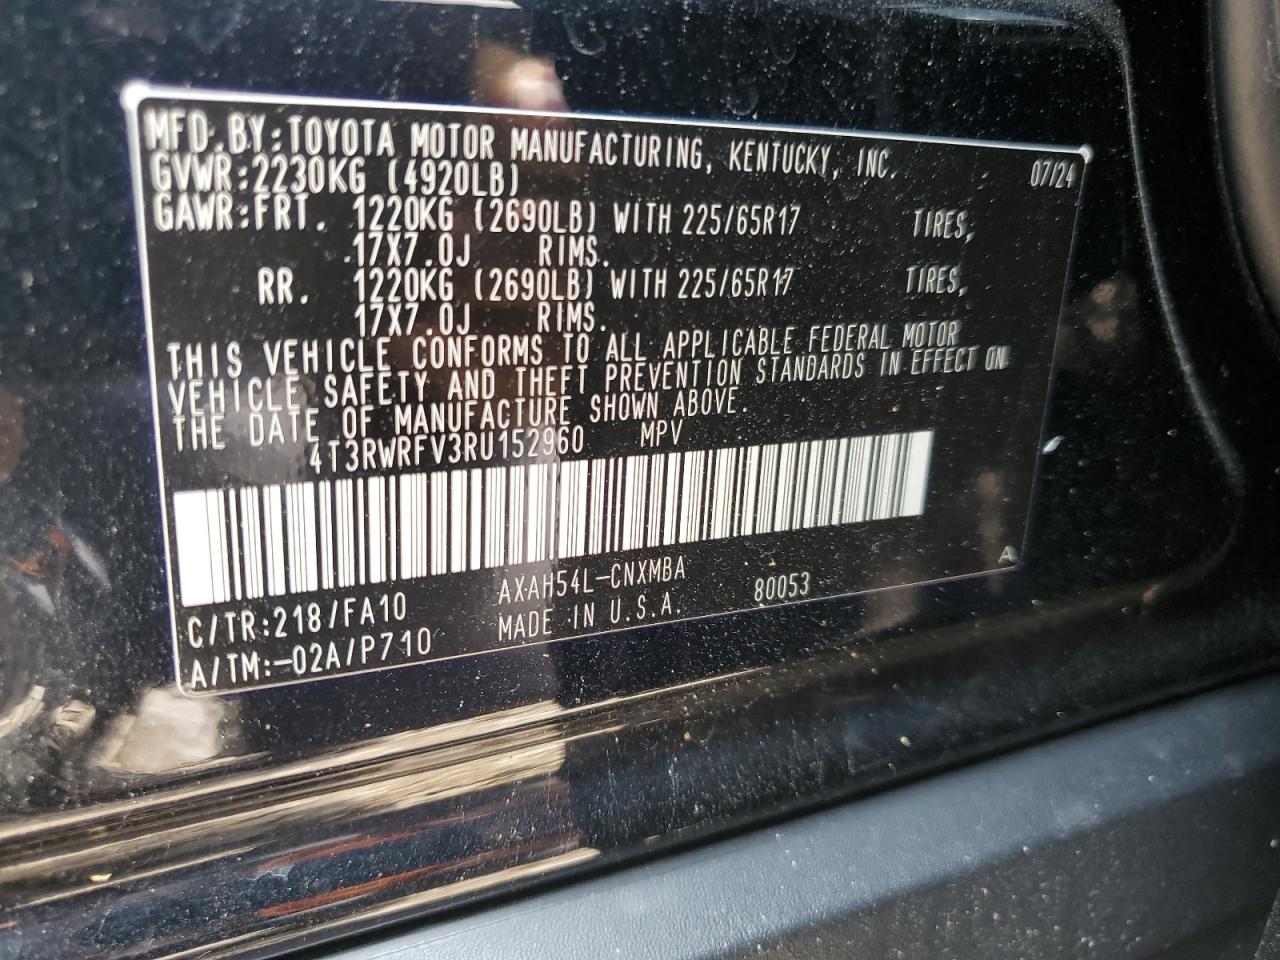 MFD.BY:TOYOTA MOTOR MANUFACTURING, KENTUCKY, INC. 07/24
GVWR:2230KG (4920LB)
GAWR:FRT. 1220KG (2690LB) WITH 225/65R17 TIRES,
17X7.0J RIMS.
RR. 1220KG (2690LB) WITH 225/65R17 TIRES,
17X7.0J RIMS.
THIS VEHICLE CONFORMS TO ALL APPLICABLE FEDERAL MOTOR
VEHICLE SAFETY AND THEFT PREVENTION STANDARDS IN EFFECT ON
THE DATE OF MANUFACTURE SHOWN ABOVE.
4T3RWRFV3RU152960 MPV
A
C/TR:218/FA10 AXAH54L-CNXMBA 80053
A/TM:-02A/P710 MADE IN U.S.A.